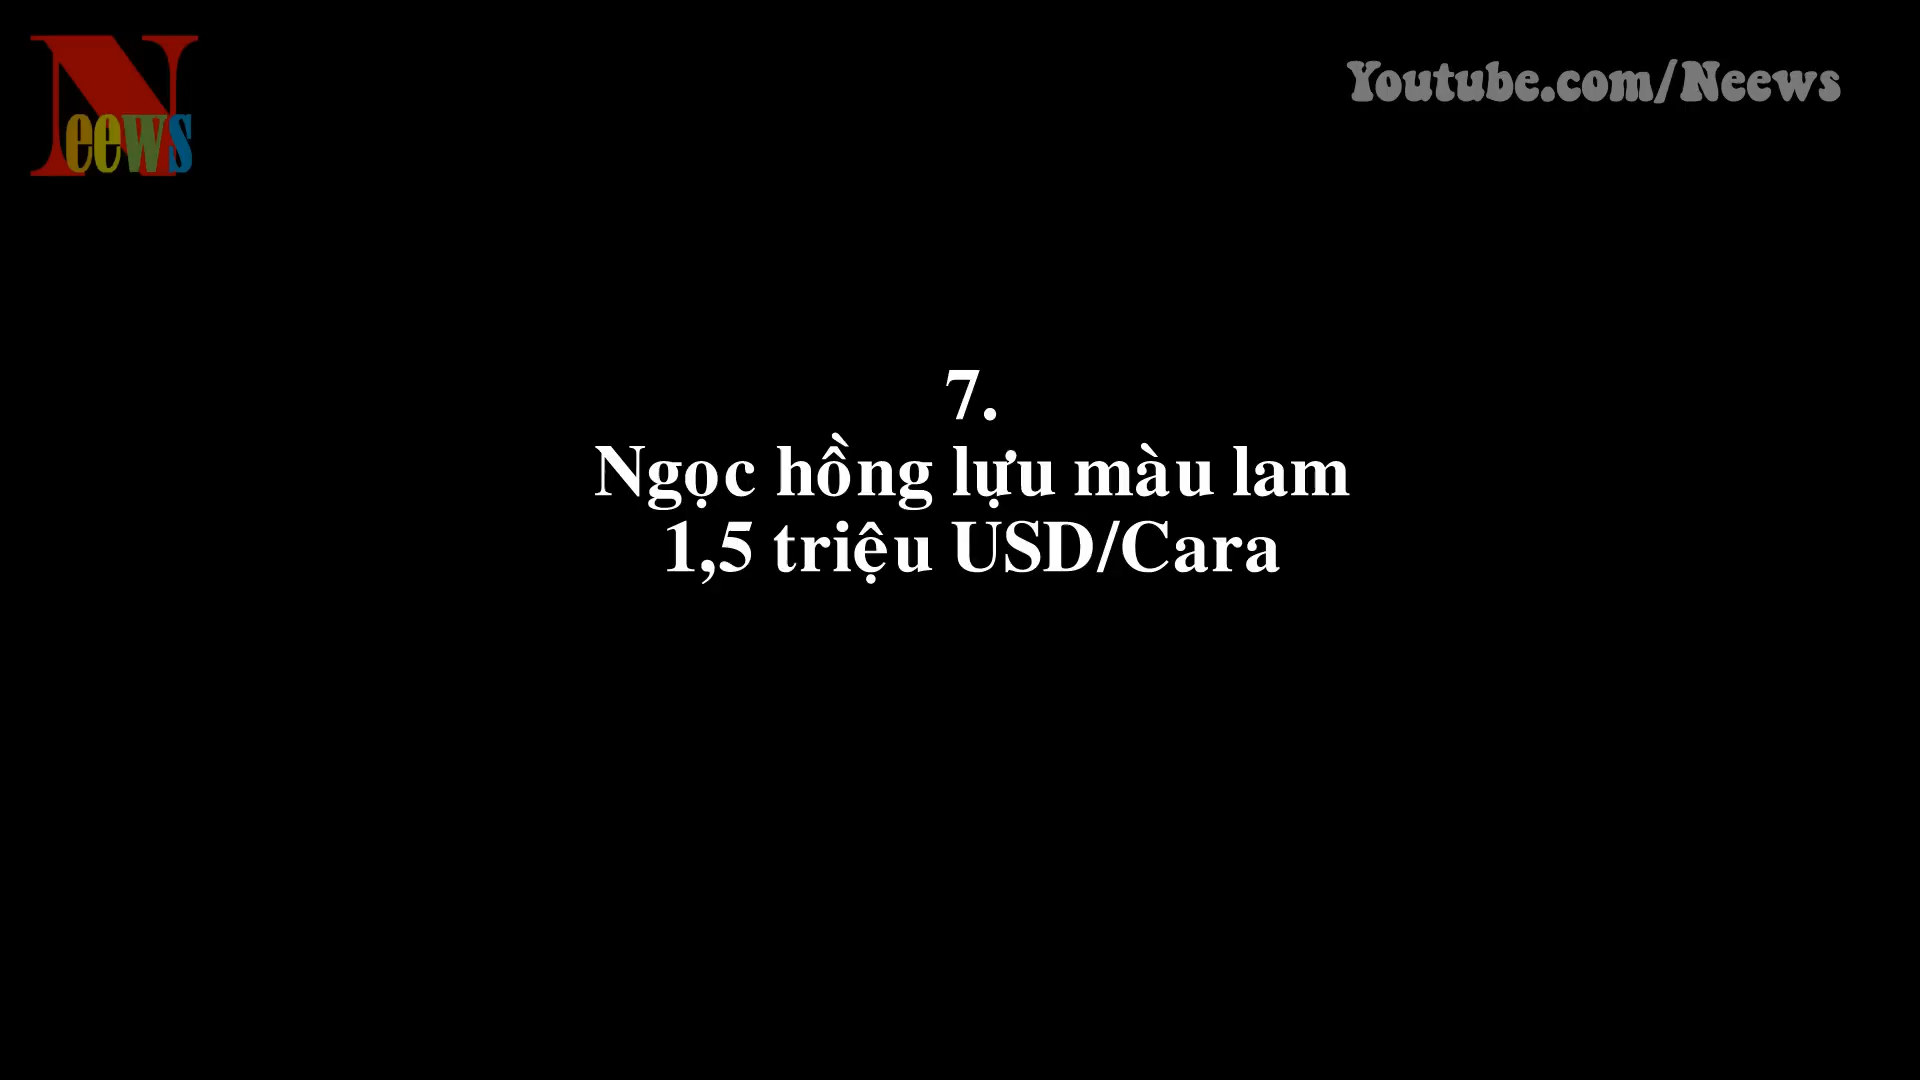 Neews
Youtube.com/Neews
7.
Ngọc hồng lựu màu lam
1,5 triệu USD/Cara